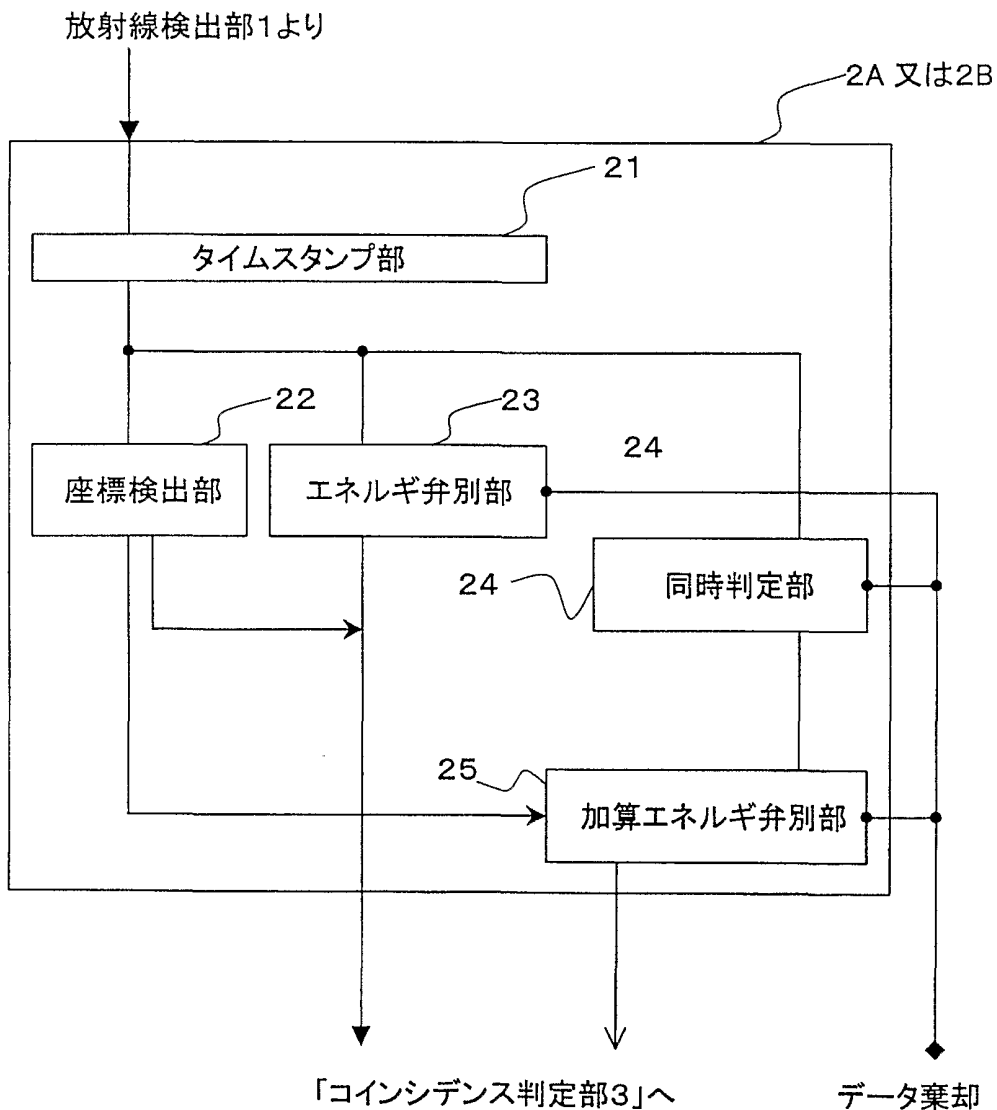 放射線検出部1より
2A 又は2B
21
タイムスタンプ部
22
23
24
座標検出部
エネルギ弁別部
24
同時判定部
25
加算エネルギ弁別部
「コインシデンス判定部3」へ
データ棄却